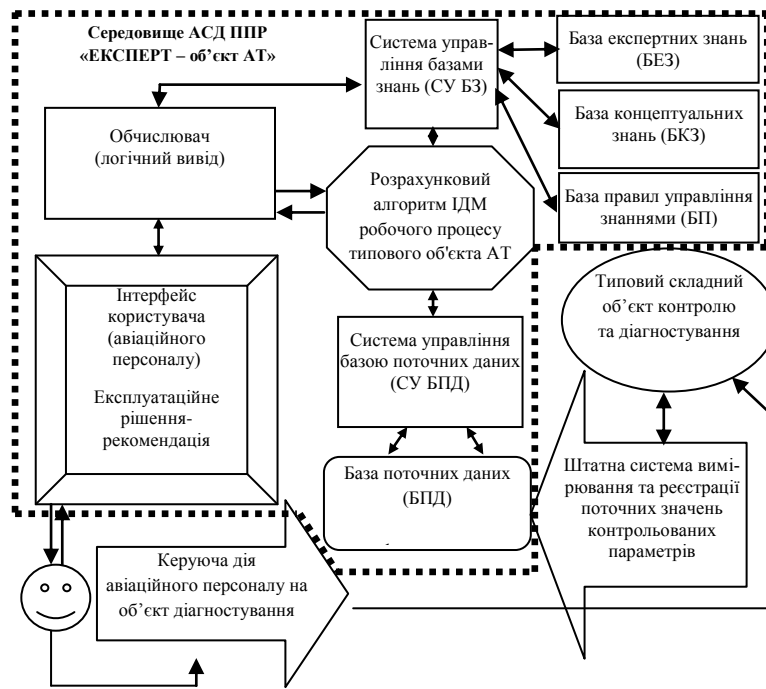 Середовище АСД ППР
«ЕКСПЕРТ – об’єкт АТ»
Система управ-
ління базами
знань (СУ БЗ)
База експертних знань
(БЕЗ)
База концептуальних
знань (БКЗ)
База правил управління
знаннями (БП)
Обчислювач
(логічний вивід)
Розрахунковий
алгоритм ІДМ
робочого процесу
типового об'єкта АТ
Інтерфейс
користувача
(авіаційного
персоналу)
Експлуатаційне
рішення-
рекомендація
Система управління
базою поточних даних
(СУ БПД)
База поточних даних
(БПД)
Типовий складний
об’єкт контролю
та діагностування
Штатна система вимі-
рювання та реєстрації
поточних значень
контрольованих
параметрів
Керуюча дія
авіаційного персоналу на
об’єкт діагностування